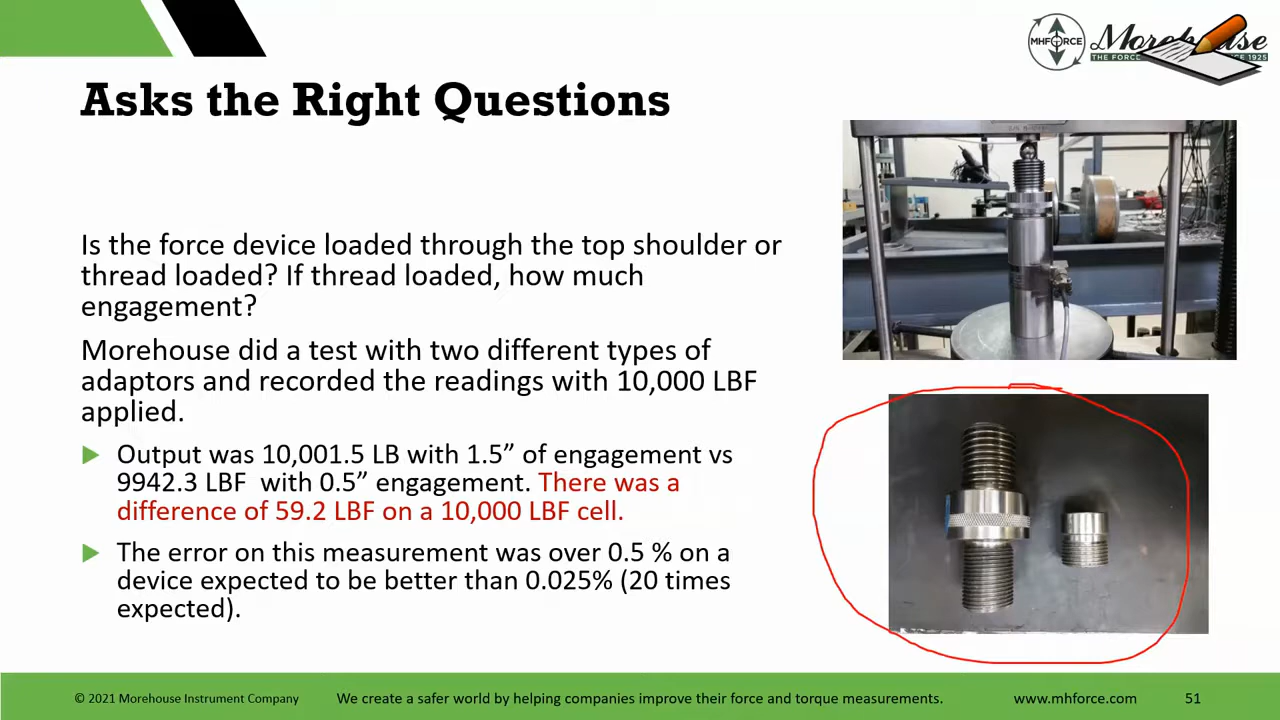 MHFORCE
Asks the Right Questions
Is the force device loaded through the top shoulder or
thread loaded? If thread loaded, how much
engagement?
Morehouse did a test with two different types of
adaptors and recorded the readings with 10,000 LBF
applied.
Output was 10,001.5 LB with 1.5” of engagement vs
9942.3 LBF  with 0.5” engagement. There was a
difference of 59.2 LBF on a 10,000 LBF cell.
The error on this measurement was over 0.5 % on a
device expected to be better than 0.025% (20 times
expected).
© 2021 Morehouse Instrument Company
We create a safer world by helping companies improve their force and torque measurements.
www.mhforce.com
51